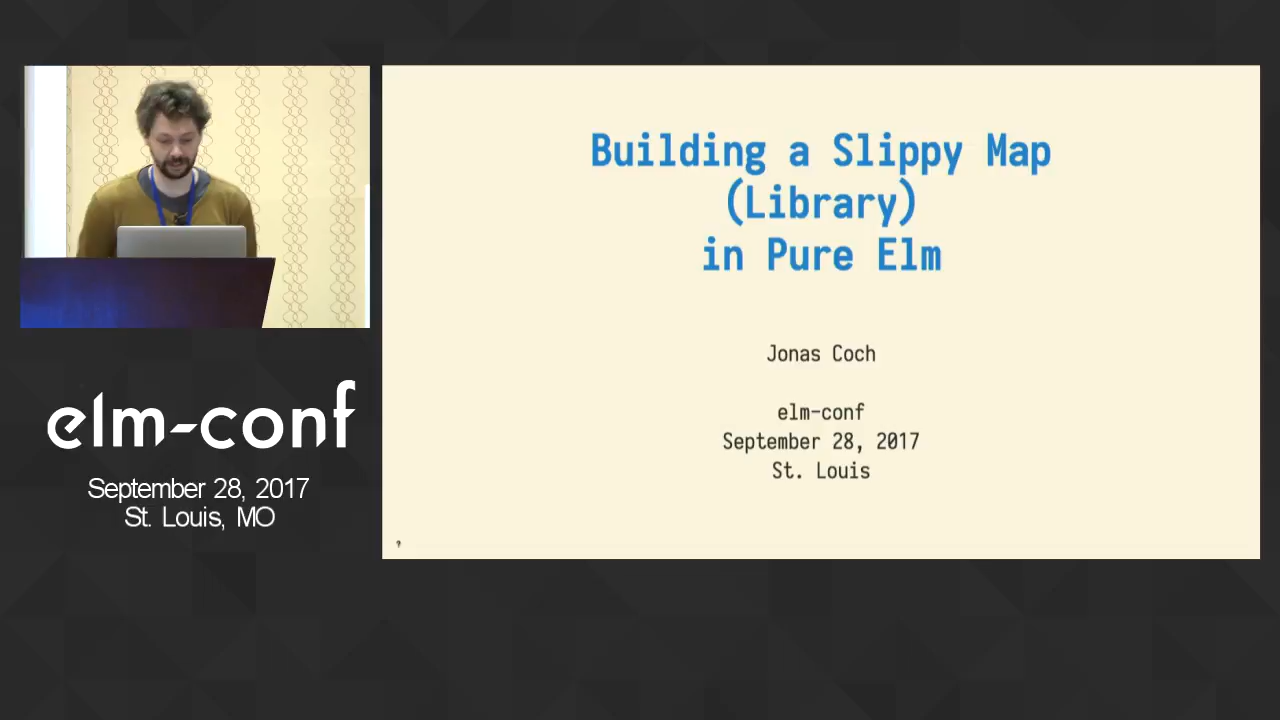 elm-conf
September 28, 2017
St. Louis, MO
Building a Slippy Map
(Library)
in Pure Elm
Jonas Coch
elm-conf
September 28, 2017
St. Louis
?